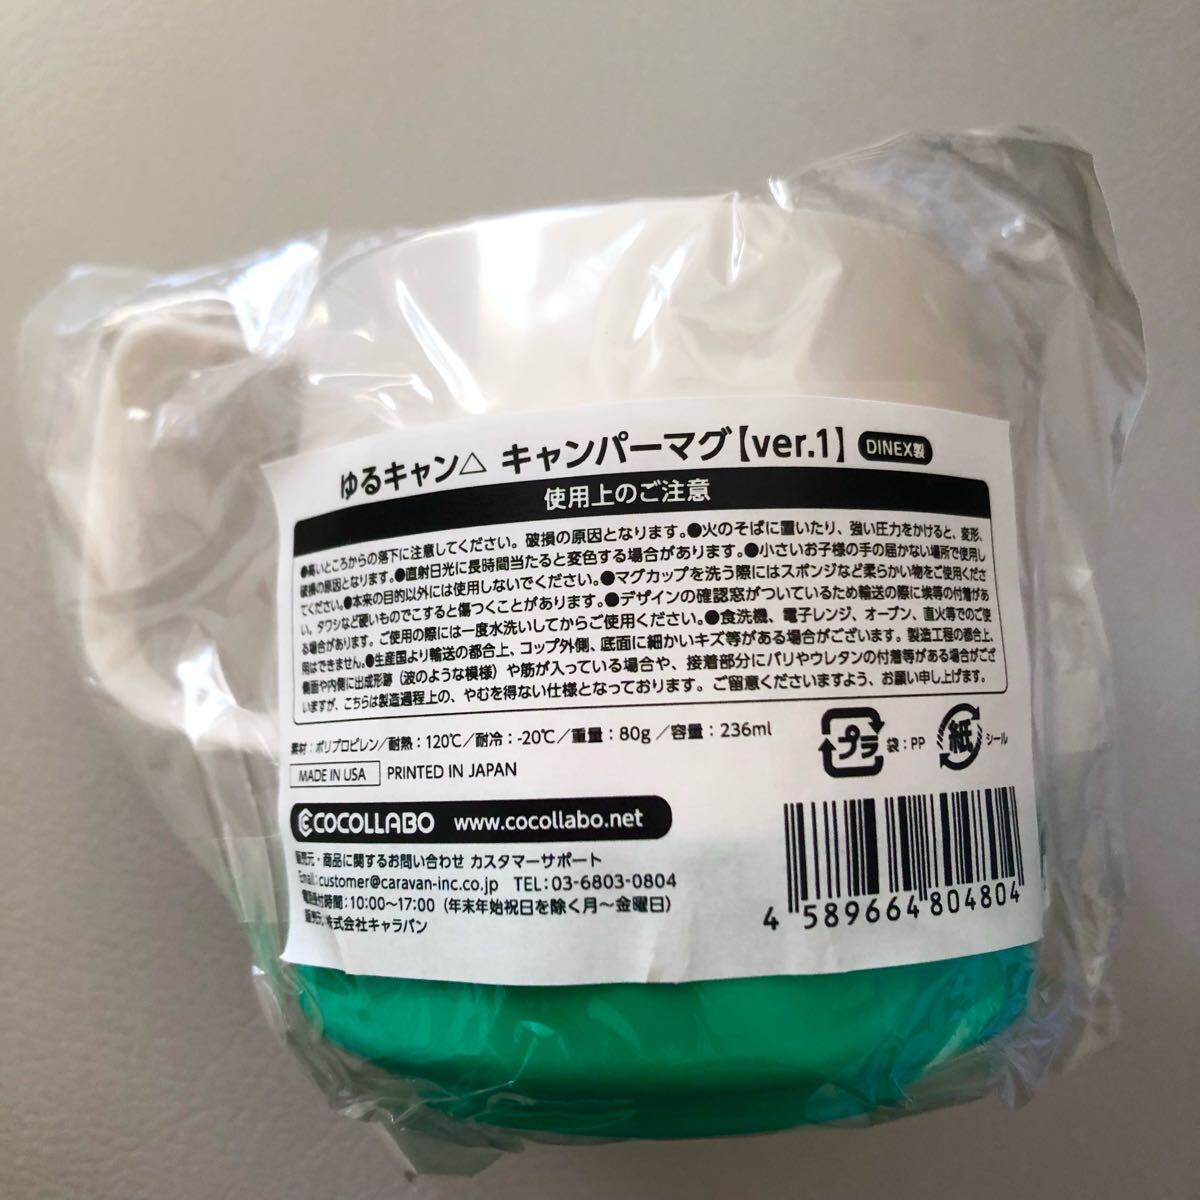 ゆるキャン△ キャンパーマグ【ver.1】 DINEX製
使用上のご注意
●高いところからの落下に注意してください。破損の原因となります。●火のそばに置いたり、強い圧力をかけると、変形、
破損の原因となります。●直射日光に長時間当たると変色する場合があります。●小さいお子様の手の届かない場所で使用し
てください。●本来の目的以外には使用しないでください。●マグカップを洗う際にはスポンジなど柔らかい物をご使用くださ
い。タワシなど硬いものでこすると傷つくことがあります。●デザインの確認窓がついているため輸送の際に埃等の付着があ
る場合があります。ご使用の際には一度水洗いしてからご使用ください。●食洗機、電子レンジ、オーブン、直火等でのご使
用はできません。●生産国より輸送の都合上、コップ外側、底面に細かいキズ等がある場合がございます。製造工程の都合上、
側面や内側に出成形跡（波のような模様）や筋が入っている場合や、接着部分にバリやウレタンの付着等がある場合がござ
いますが、こちらは製造過程上の、やむを得ない仕様となっております。ご留意くださいますよう、お願い申し上げます。
素材：ポリプロピレン／耐熱：120℃／耐冷：-20℃／重量：80g／容量：236ml
プラ 袋：PP 紙 シール
MADE IN USA PRINTED IN JAPAN
COCOLLABO www.cocollabo.net
販売元・商品に関するお問い合わせ カスタマーサポート
Email:customer@caravan-inc.co.jp TEL：03-6803-0804
電話受付時間：10:00〜17:00（年末年始祝日を除く月〜金曜日）
販売元：株式会社キャラバン
4 589664 804804